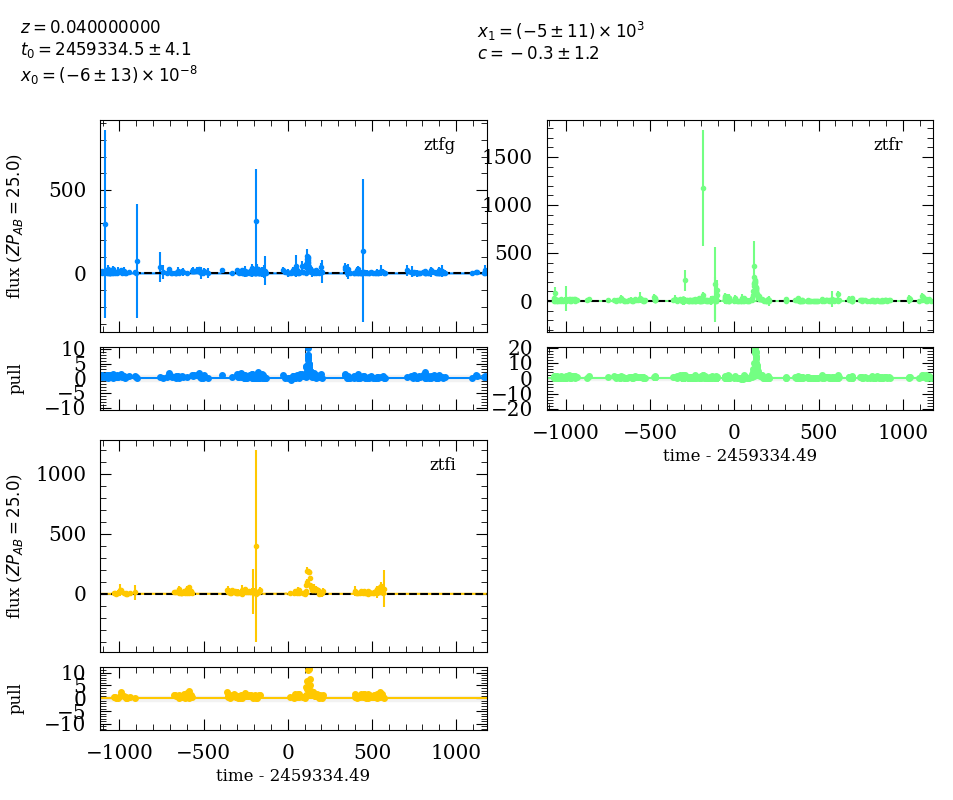 z = 0.040000000
t₀ = 2459334.5 ± 4.1
x₀ = (−6 ± 13) × 10⁻⁸
x₁ = (−5 ± 11) × 10³
c = −0.3 ± 1.2
ztfg
flux (ZP_AB = 25.0)
500
0
pull
10
5
0
−5
−10
ztfr
1500
1000
500
0
20
10
0
−10
−20
−1000 −500 0 500 1000
time - 2459334.49
ztfi
flux (ZP_AB = 25.0)
1000
500
0
pull
10
5
0
−5
−10
−1000 −500 0 500 1000
time - 2459334.49